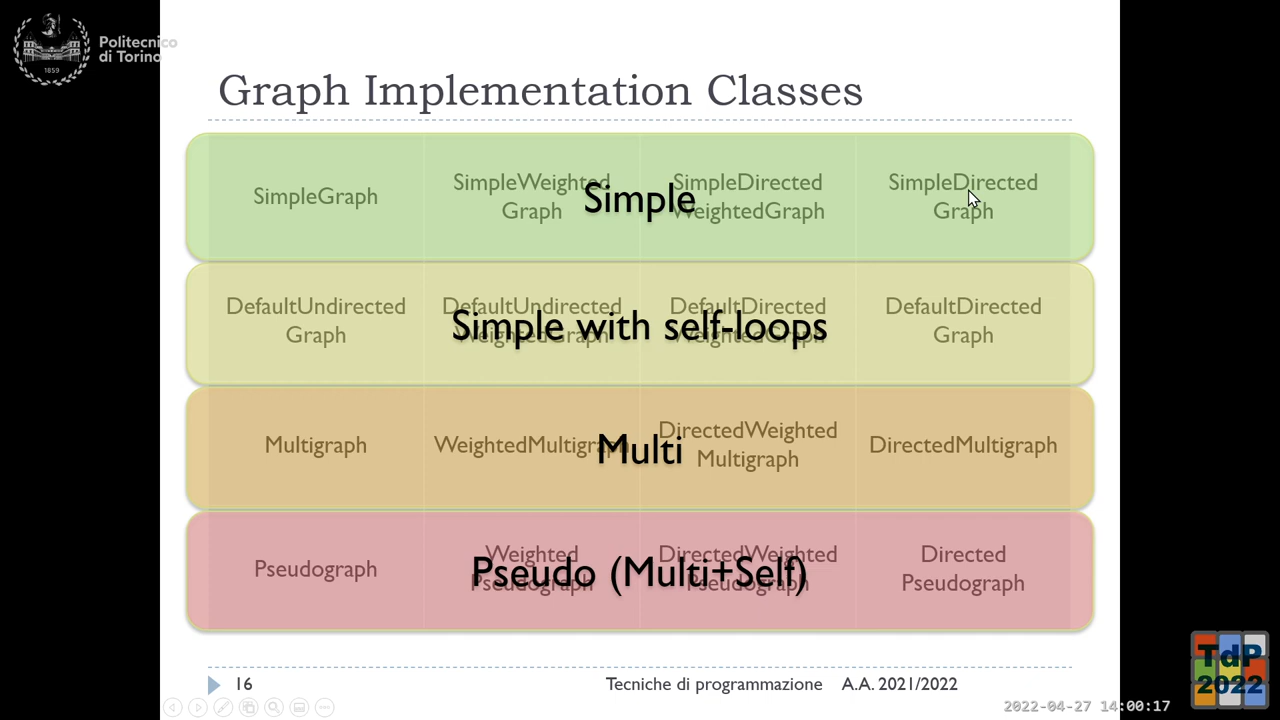 Politecnico
di Torino
1859
Graph Implementation Classes
SimpleGraph
SimpleWeighted
Graph
SimpleDirected
WeightedGraph
SimpleDirected
Graph
Simple
DefaultUndirected
Graph
DefaultUndirected
WeightedGraph
DefaultDirected
WeightedGraph
DefaultDirected
Graph
Simple with self-loops
Multigraph
WeightedMultigraph
DirectedWeighted
Multigraph
DirectedMultigraph
Multi
Pseudograph
Weighted
Pseudograph
DirectedWeighted
Pseudograph
Directed
Pseudograph
Pseudo (Multi+Self)
16
Tecniche di programmazione A.A. 2021/2022
2022-04-27 14:00:17
TdP
2022